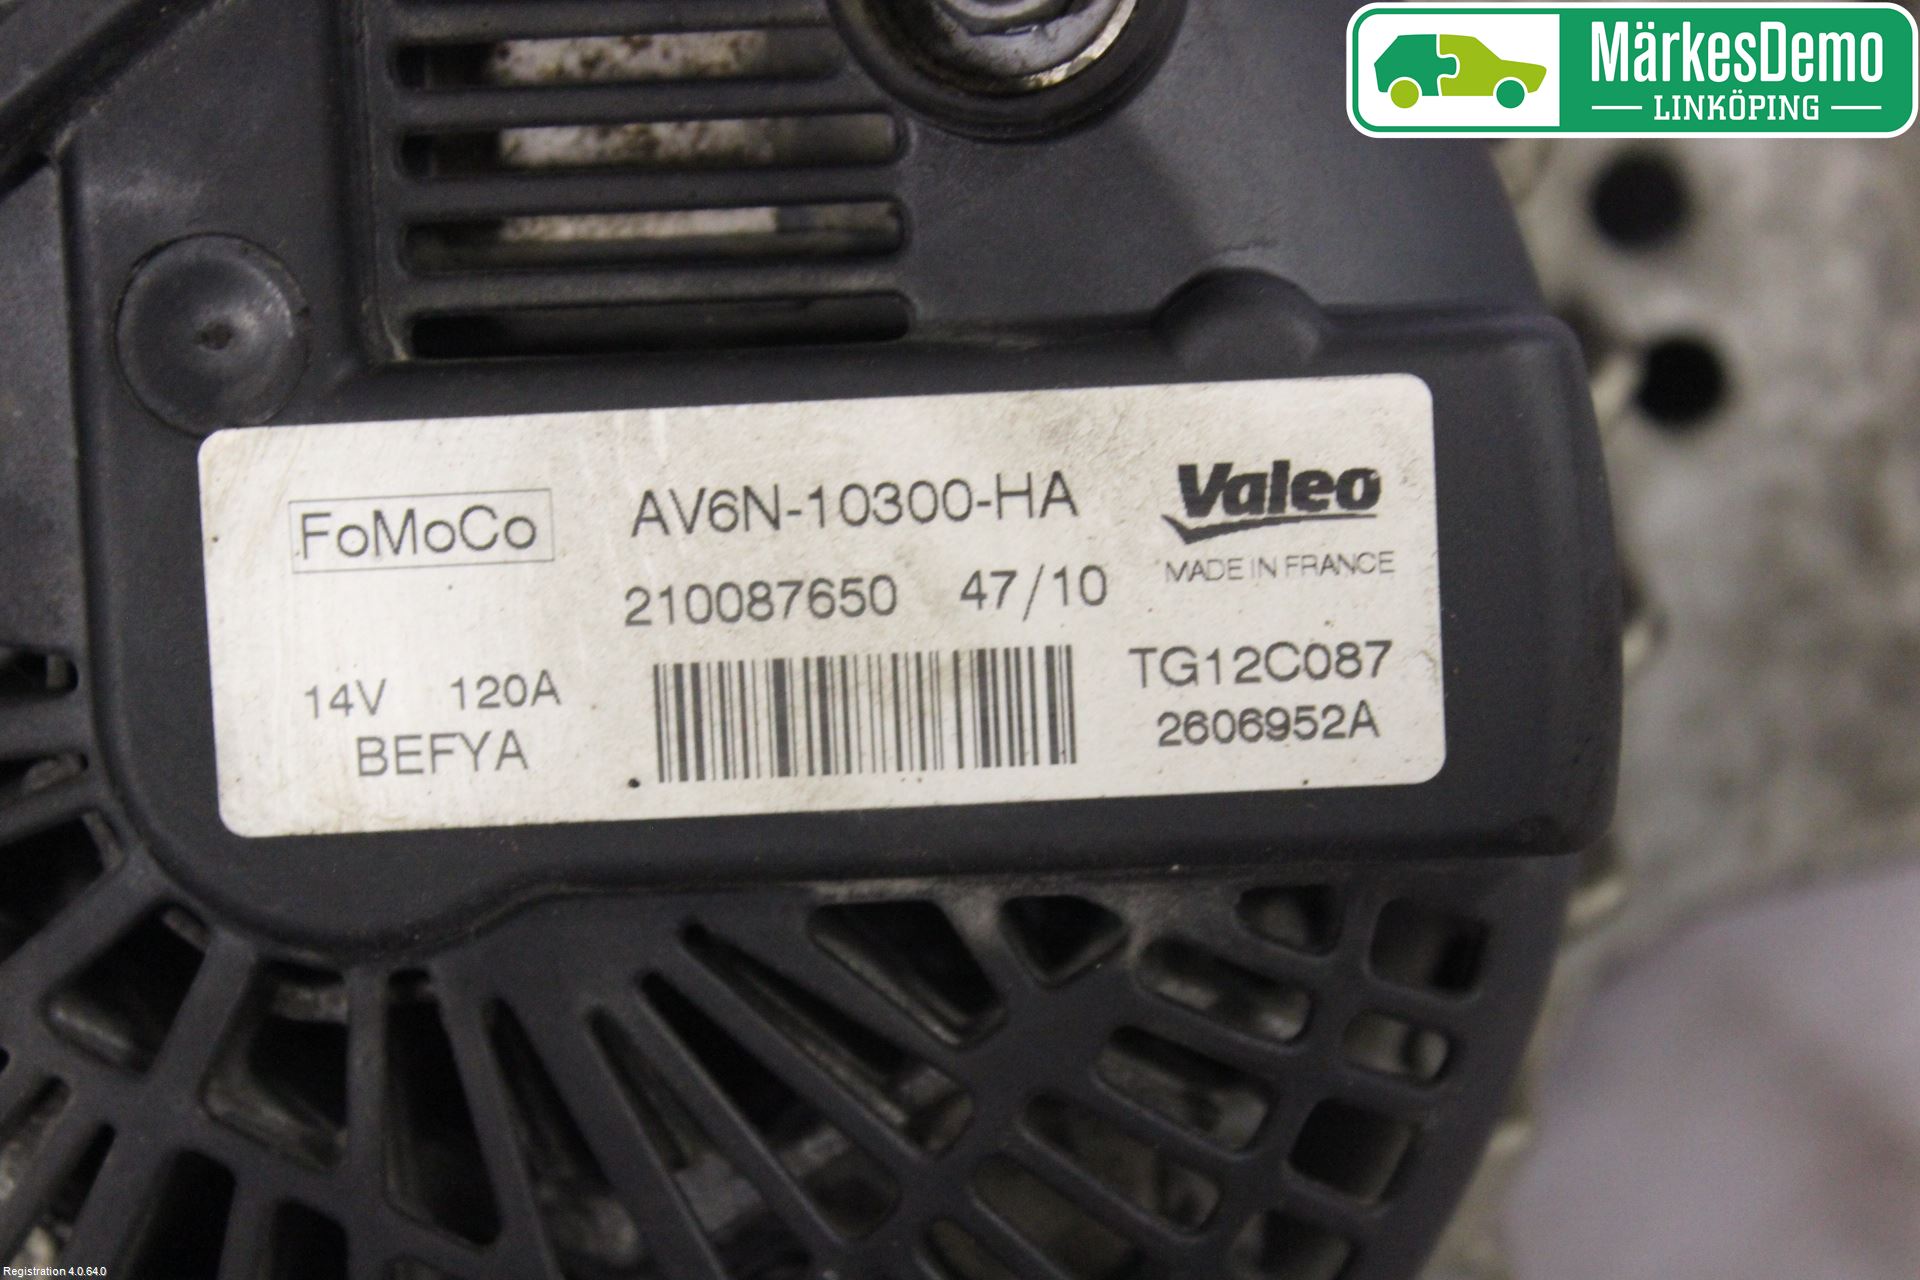 MärkesDemo
LINKÖPING
FoMoCo
AV6N-10300-HA
Valeo
MADE IN FRANCE
210087650 47/10
14V 120A
TG12C087
BEFYA
2606952A
Registration 4.0.64.0